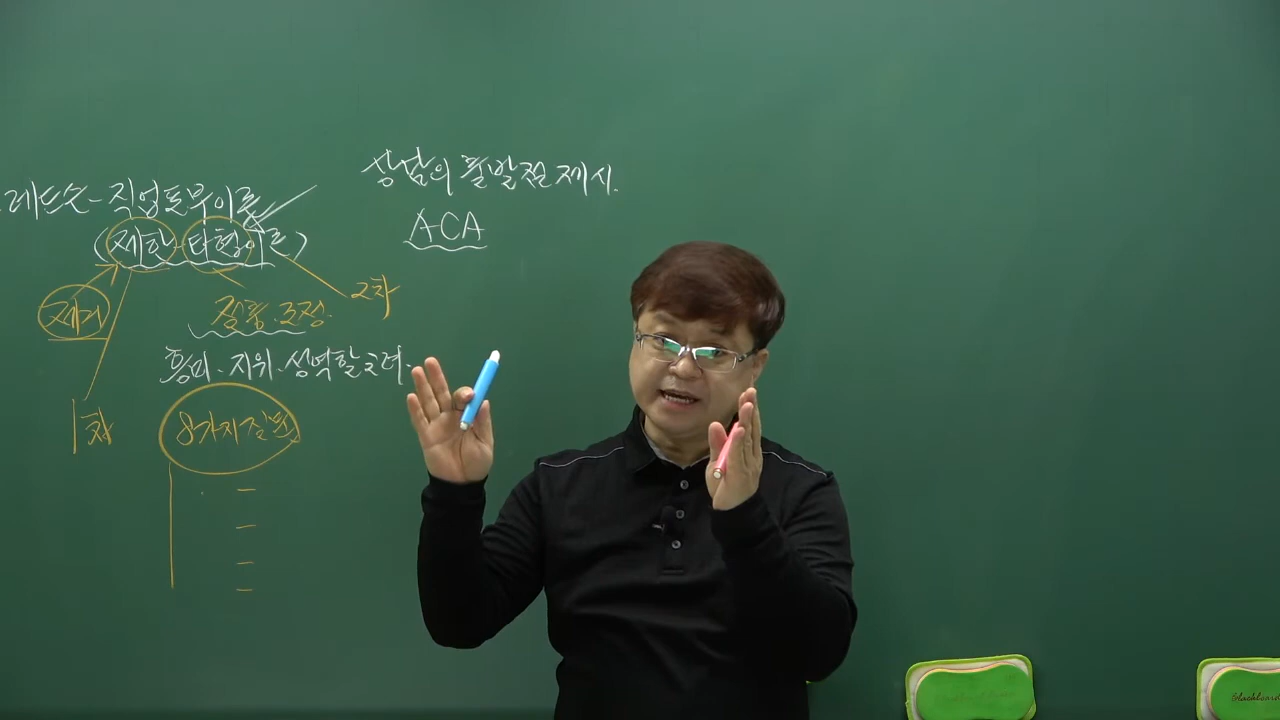 레드슨-직업포부이론
(제한-타협이론)
제거
절충.조정.
2차
흥미.지위.성역할고려.
1차
8가지질문
상담의 출발점 제시.
ACA
blackboard